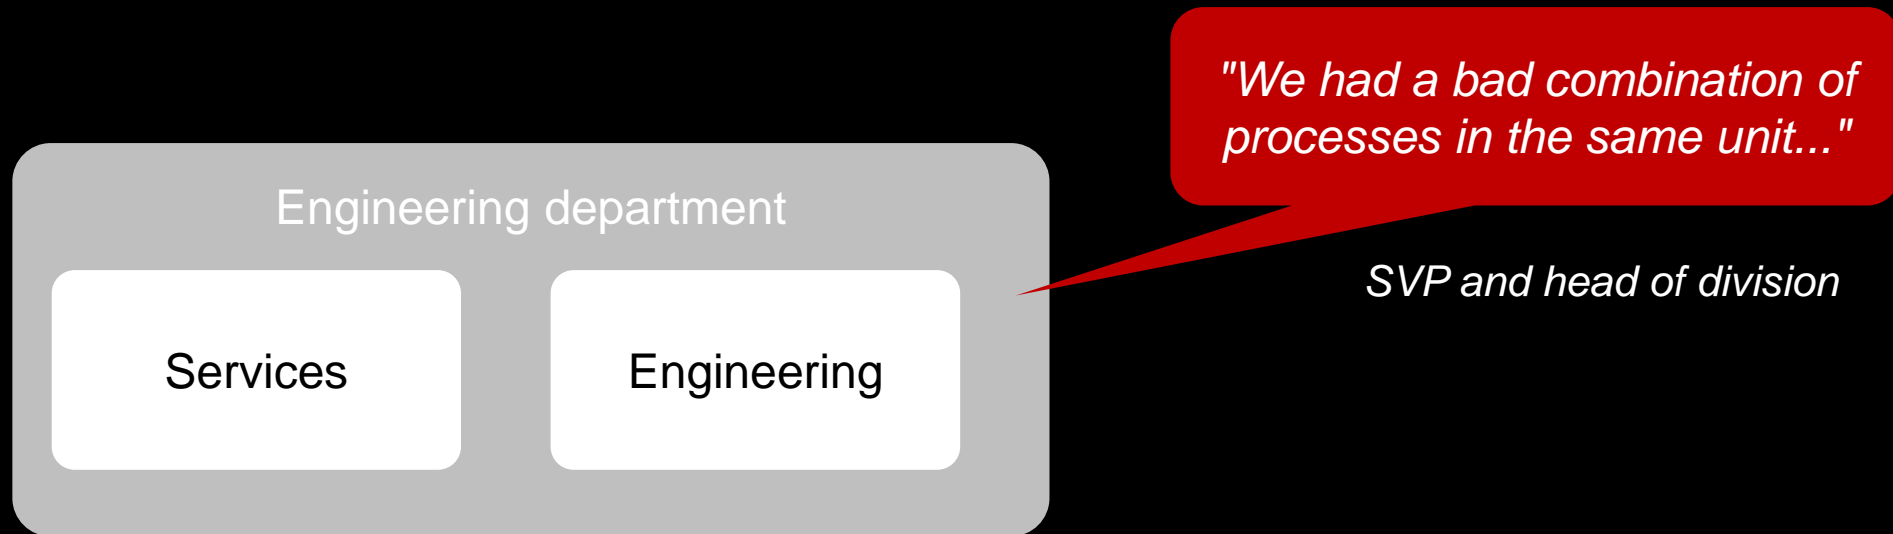 "We had a bad combination of
processes in the same unit..."
Engineering department
SVP and head of division
Services
Engineering